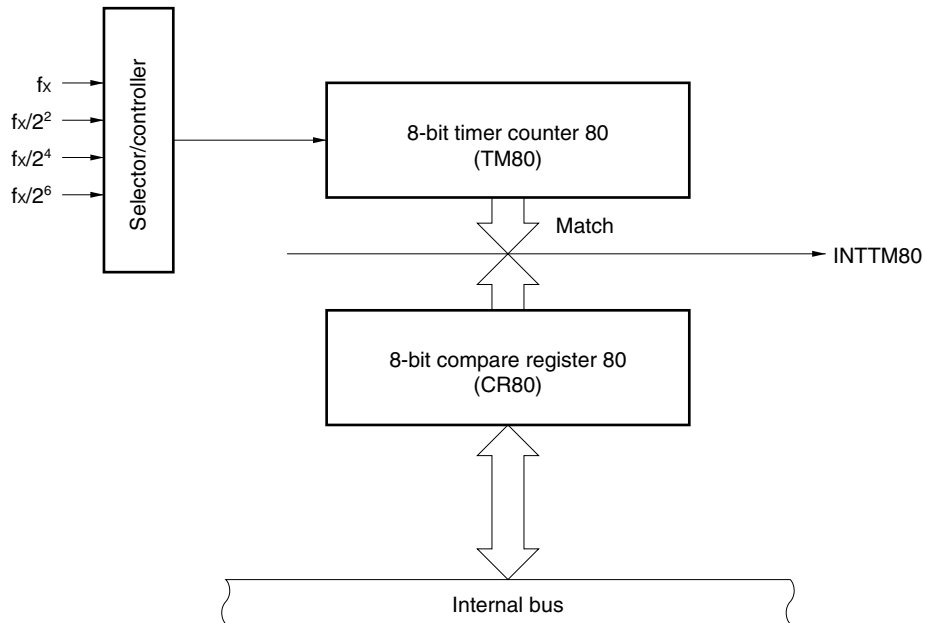 fx
fx/2²
fx/2⁴
fx/2⁶
Selector/controller
8-bit timer counter 80
(TM80)
Match
INTTM80
8-bit compare register 80
(CR80)
Internal bus